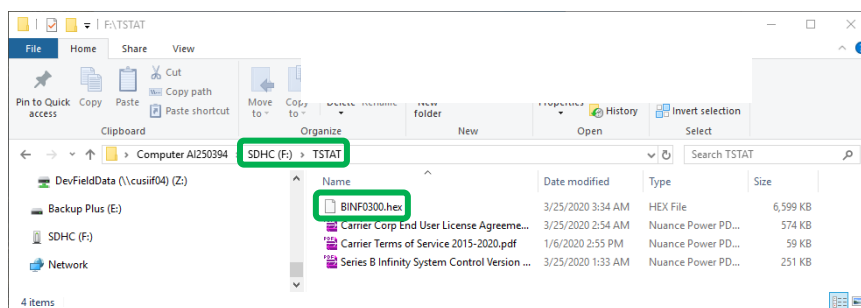 F:\TSTAT
File Home Share View
Pin to Quick access
Copy
Paste
Cut
Copy path
Paste shortcut
Move to
Copy to
Delete
Rename
New folder
Properties
History
Invert selection
Clipboard Organize New Open Select
Computer AI250394 SDHC (F:) TSTAT
Search TSTAT
DevFieldData (\\cusiif04) (Z:)
Backup Plus (E:)
SDHC (F:)
Network
Name Date modified Type Size
BINF0300.hex 3/25/2020 3:34 AM HEX File 6,599 KB
Carrier Corp End User License Agreeme... 3/25/2020 2:54 AM Nuance Power PD... 574 KB
Carrier Terms of Service 2015-2020.pdf 1/6/2020 2:55 PM Nuance Power PD... 59 KB
Series B Infinity System Control Version ... 3/25/2020 1:33 AM Nuance Power PD... 251 KB
4 items